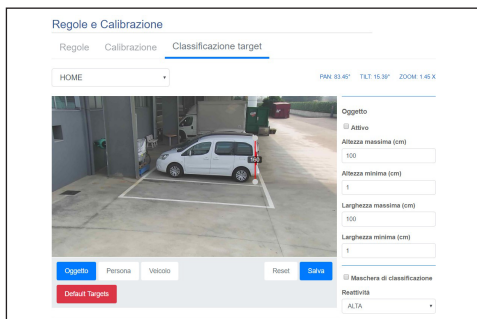 Regole e Calibrazione
Regole Calibrazione Classificazione target
HOME
PAN: 83.45° TILT: 15.39° ZOOM: 1.45 X
160
Oggetto
Attivo
Altezza massima (cm)
100
Altezza minima (cm)
1
Larghezza massima (cm)
100
Larghezza minima (cm)
1
Maschera di classificazione
Reattività
ALTA
Oggetto Persona Veicolo Reset Salva
Default Targets